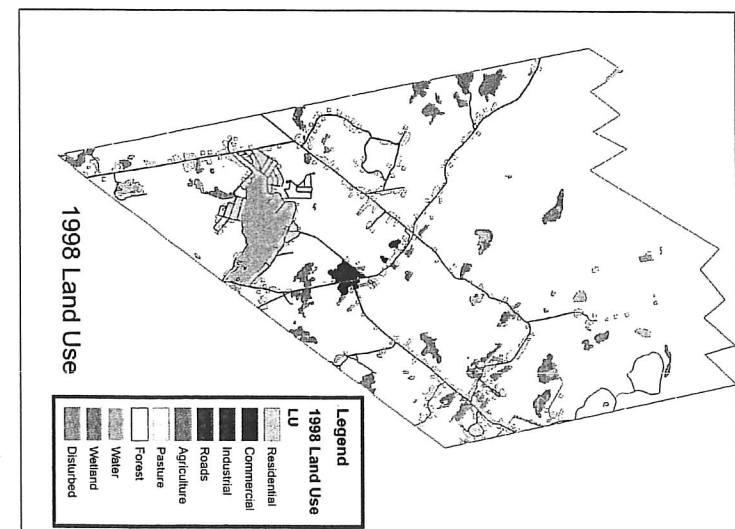 1998 Land Use
Legend
1998 Land Use
LU
Residential
Commercial
Industrial
Roads
Agriculture
Pasture
Forest
Water
Wetland
Disturbed